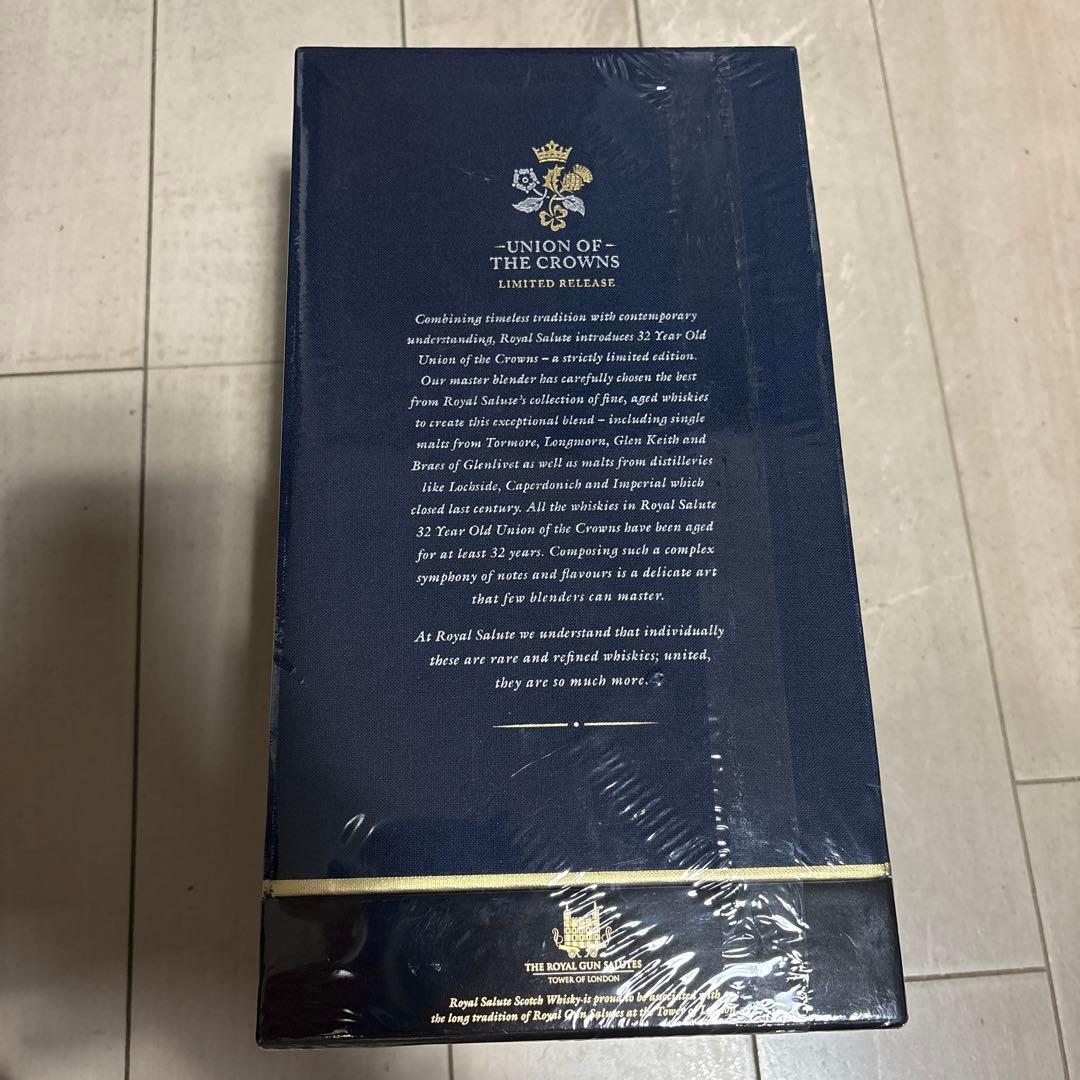 -UNION OF-
THE CROWNS
LIMITED RELEASE
Combining timeless tradition with contemporary
understanding, Royal Salute introduces 32 Year Old
Union of the Crowns – a strictly limited edition.
Our master blender has carefully chosen the best
from Royal Salute's collection of fine, aged whiskies
to create this exceptional blend – including single
malts from Tormore, Longmorn, Glen Keith and
Braes of Glenlivet as well as malts from distilleries
like Lochside, Caperdonich and Imperial which
closed last century. All the whiskies in Royal Salute
32 Year Old Union of the Crowns have been aged
for at least 32 years. Composing such a complex
symphony of notes and flavours is a delicate art
that few blenders can master.
At Royal Salute we understand that individually
these are rare and refined whiskies; united,
they are so much more.
THE ROYAL GUN SALUTES
TOWER OF LONDON
Royal Salute Scotch Whisky is proud to be associated with
the long tradition of Royal Gun Salutes at the Tower of London